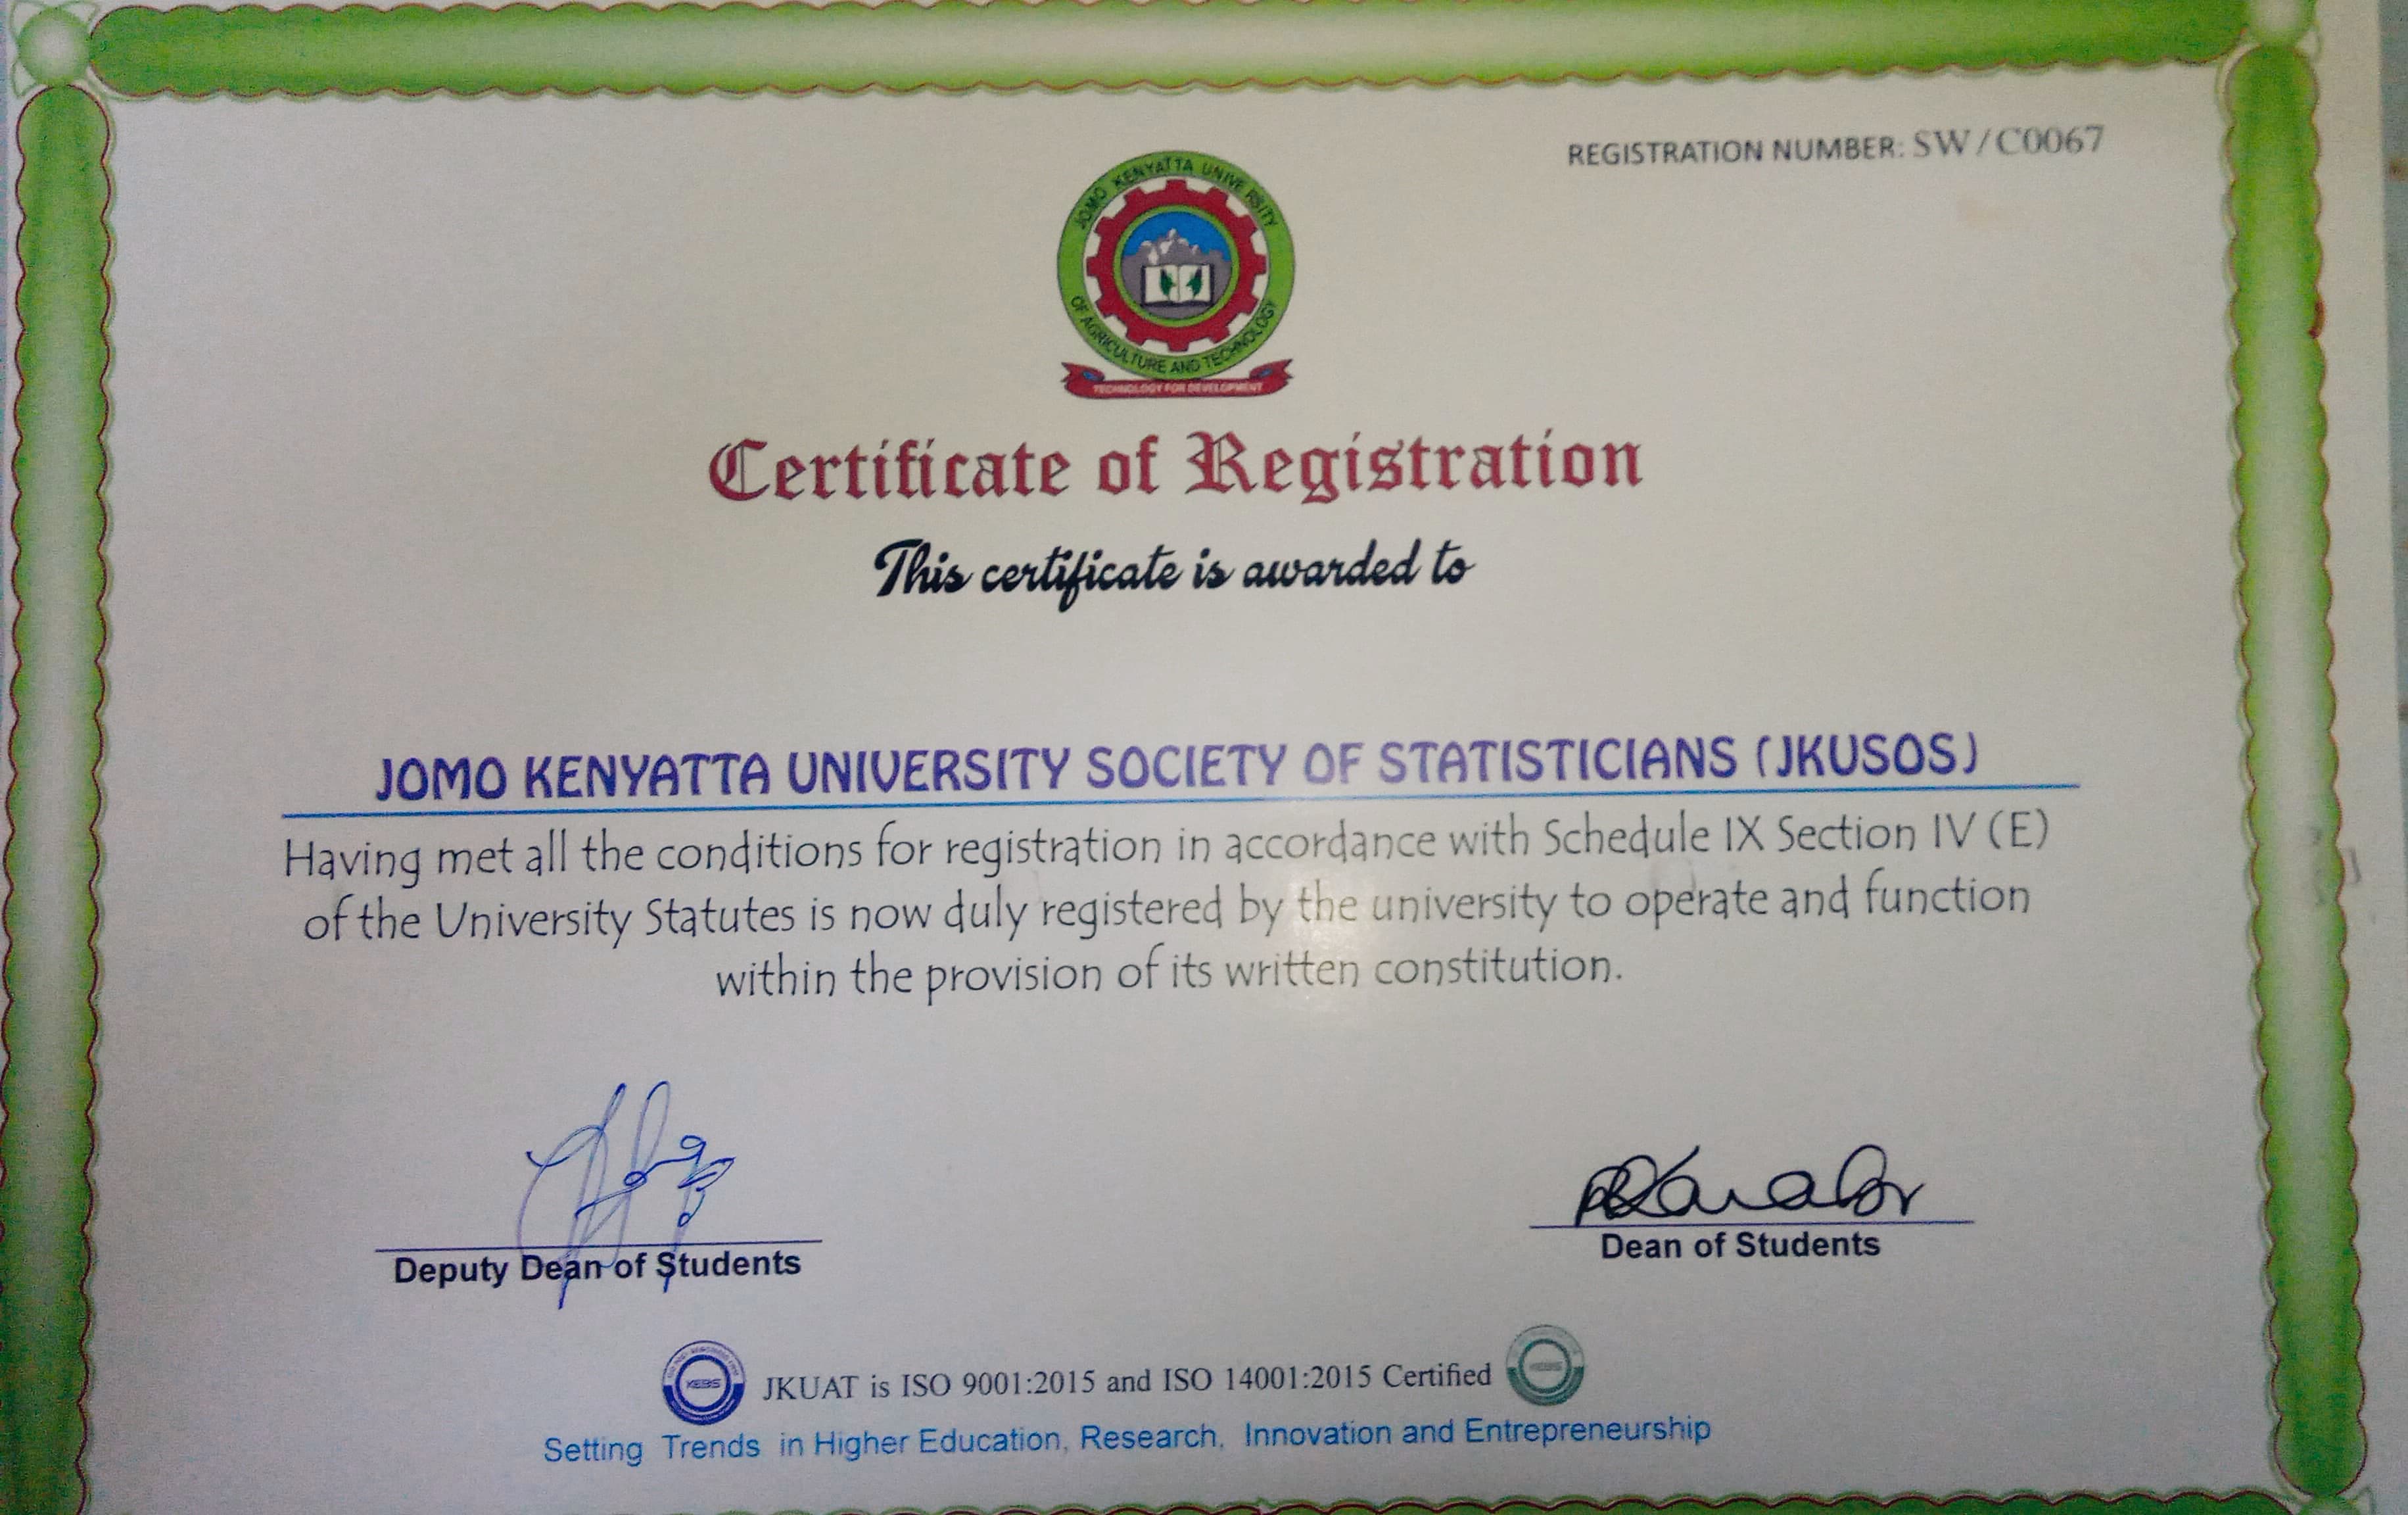 REGISTRATION NUMBER: SW/C0067
JOMO KENYATTA UNIVERSITY
OF AGRICULTURE AND TECHNOLOGY
TECHNOLOGY FOR DEVELOPMENT
Certificate of Registration
This certificate is awarded to
JOMO KENYATTA UNIVERSITY SOCIETY OF STATISTICIANS (JKUSOS)
Having met all the conditions for registration in accordance with Schedule IX Section IV (E)
of the University Statutes is now duly registered by the university to operate and function
within the provision of its written constitution.
Deputy Dean of Students
Dean of Students
KEBS
JKUAT is ISO 9001:2015 and ISO 14001:2015 Certified
KEBS
Setting Trends in Higher Education, Research, Innovation and Entrepreneurship